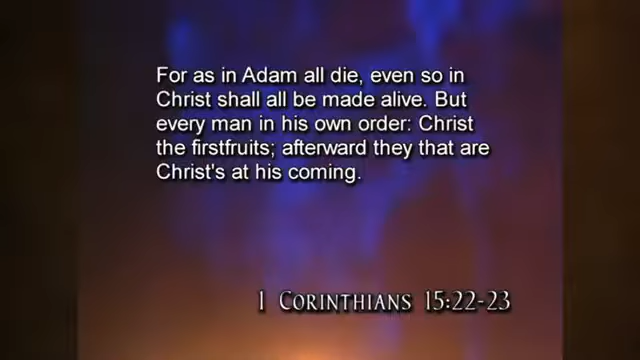 For as in Adam all die, even so in
Christ shall all be made alive. But
every man in his own order: Christ
the firstfruits; afterward they that are
Christ's at his coming.
1 Corinthians 15:22-23